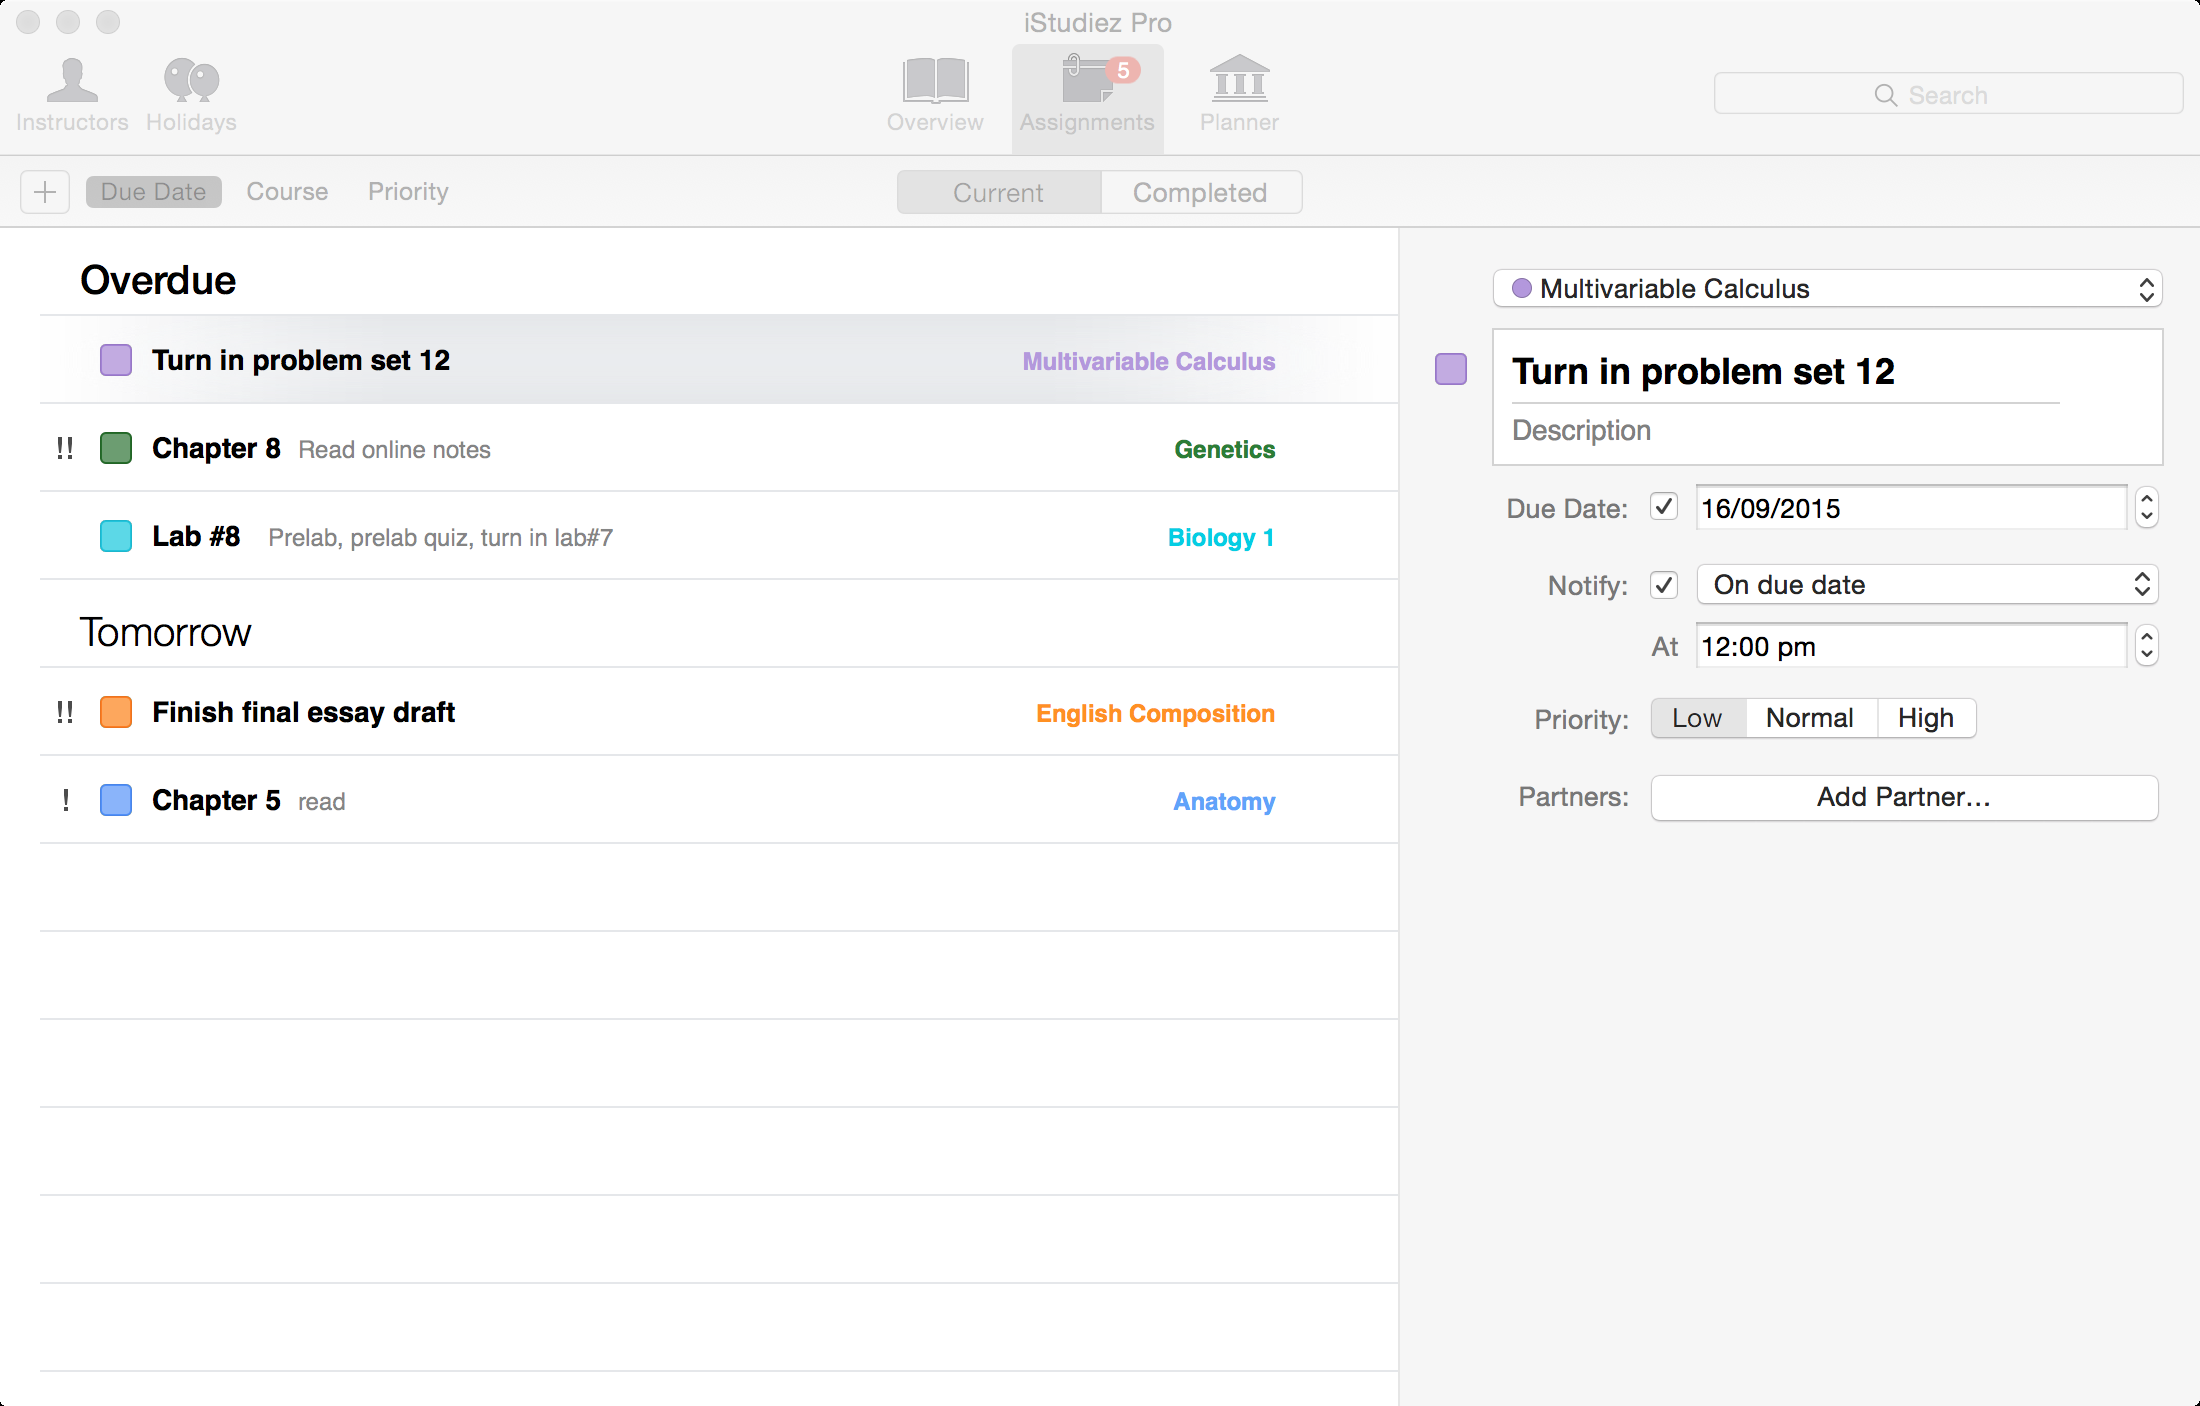 iStudiez Pro
Instructors Holidays Overview Assignments 5 Planner Search
Due Date Course Priority Current Completed
Overdue
Turn in problem set 12 Multivariable Calculus
!! Chapter 8 Read online notes Genetics
Lab #8 Prelab, prelab quiz, turn in lab#7 Biology 1
Tomorrow
!! Finish final essay draft English Composition
! Chapter 5 read Anatomy
Multivariable Calculus
Turn in problem set 12
Description
Due Date: 16/09/2015
Notify: On due date
At 12:00 pm
Priority: Low Normal High
Partners: Add Partner...